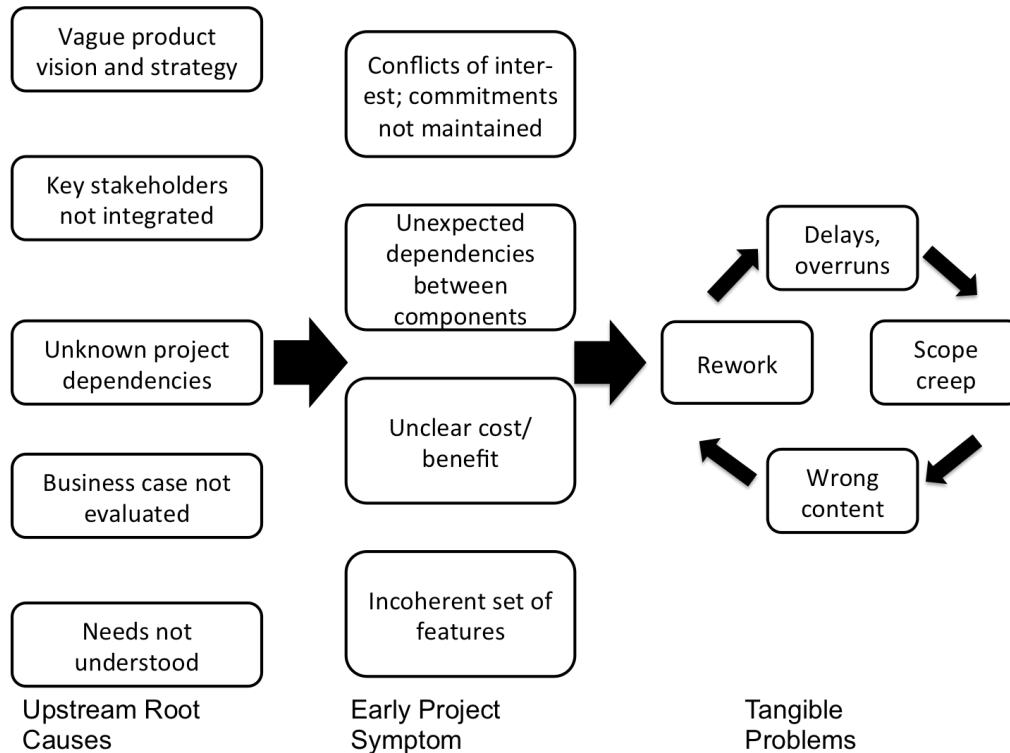 Vague product
vision and strategy
Key stakeholders
not integrated
Unknown project
dependencies
Business case not
evaluated
Needs not
understood
Upstream Root
Causes
Conflicts of inter-
est; commitments
not maintained
Unexpected
dependencies
between
components
Unclear cost/
benefit
Incoherent set of
features
Early Project
Symptom
Delays,
overruns
Rework
Scope
creep
Wrong
content
Tangible
Problems